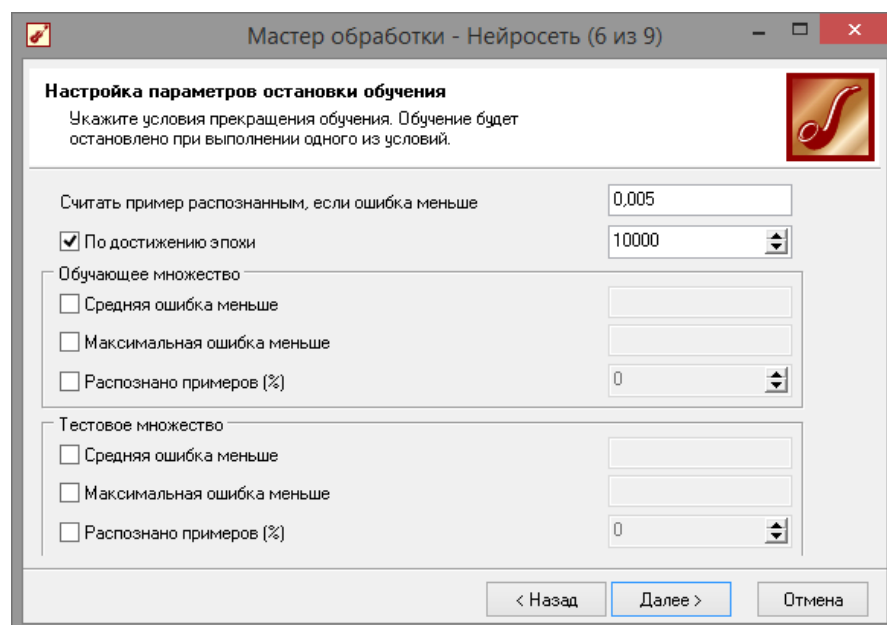 Мастер обработки - Нейросеть (6 из 9)
Настройка параметров остановки обучения
Укажите условия прекращения обучения. Обучение будет
остановлено при выполнении одного из условий.
Считать пример распознанным, если ошибка меньше 0,005
По достижению эпохи 10000
Обучающее множество
Средняя ошибка меньше
Максимальная ошибка меньше
Распознано примеров (%) 0
Тестовое множество
Средняя ошибка меньше
Максимальная ошибка меньше
Распознано примеров (%) 0
< Назад Далее > Отмена